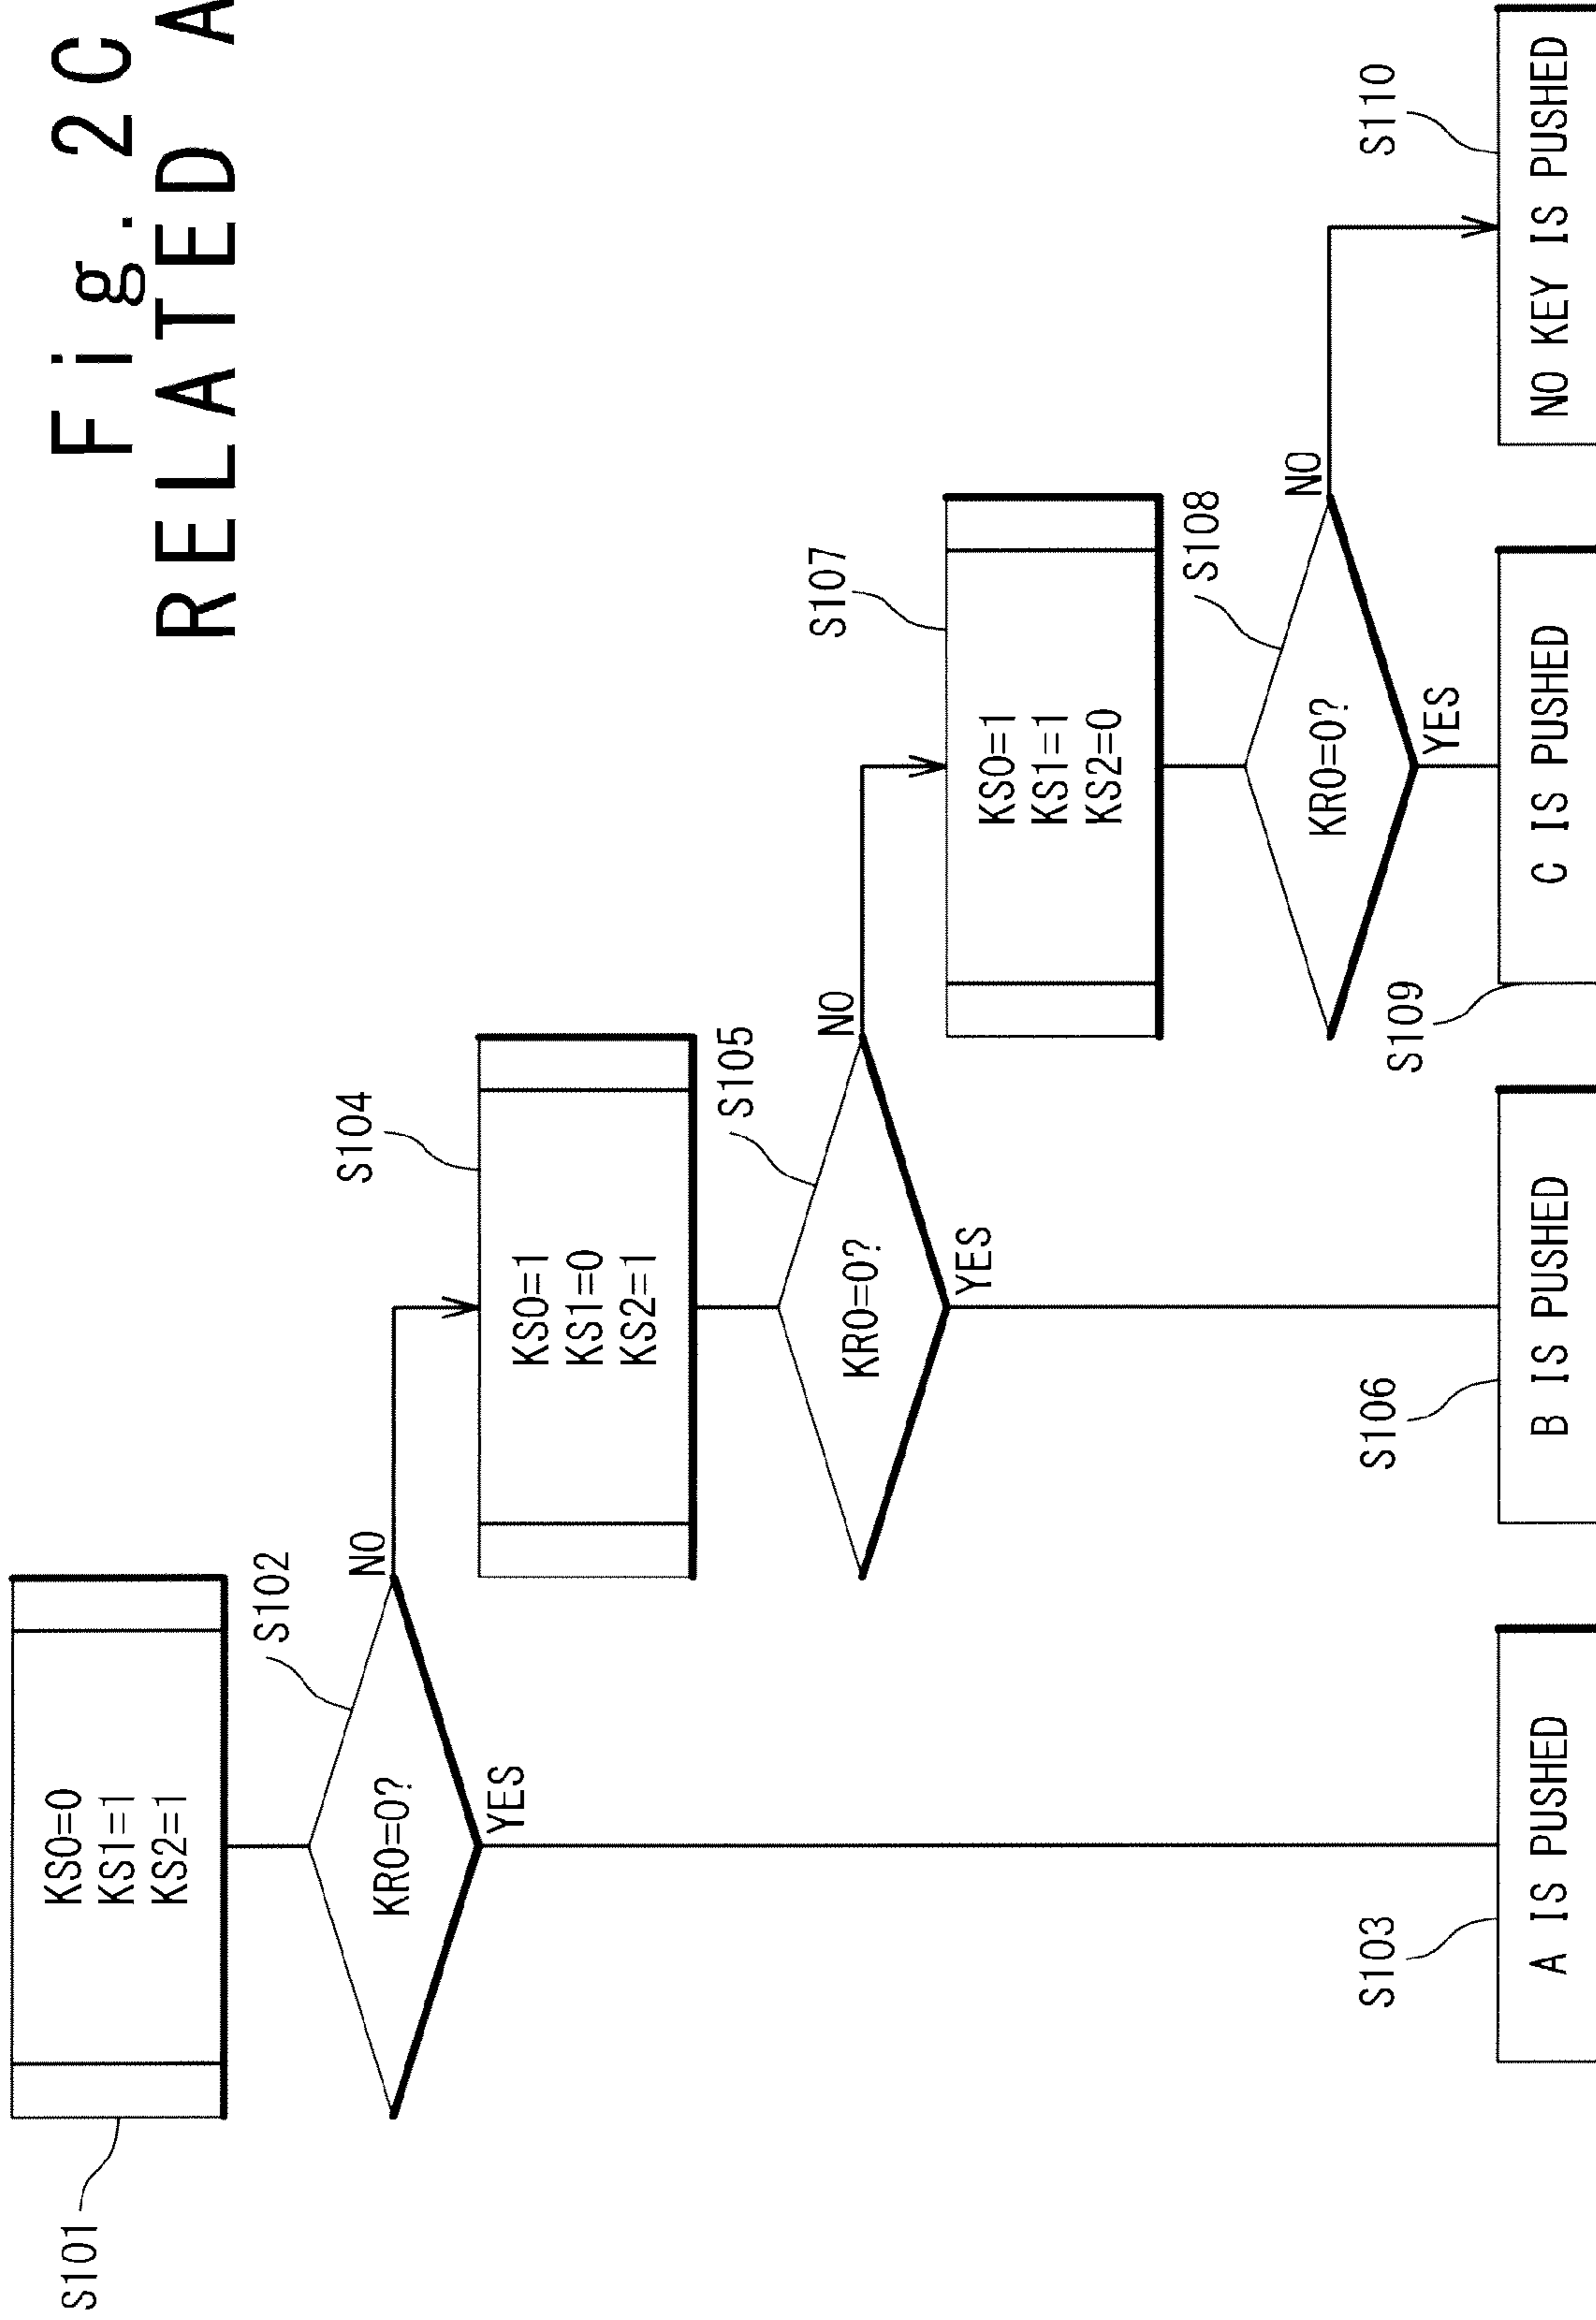 Fig. 2C
RELATED A
S101
KS0=0
KS1=1
KS2=1
S102
KR0=0?
NO
YES
S104
KS0=1
KS1=0
KS2=1
S105
KR0=0?
NO
YES
S107
KS0=1
KS1=1
KS2=0
S108
KR0=0?
NO
YES
S103
A IS PUSHED
S106
B IS PUSHED
S109
C IS PUSHED
S110
NO KEY IS PUSHED